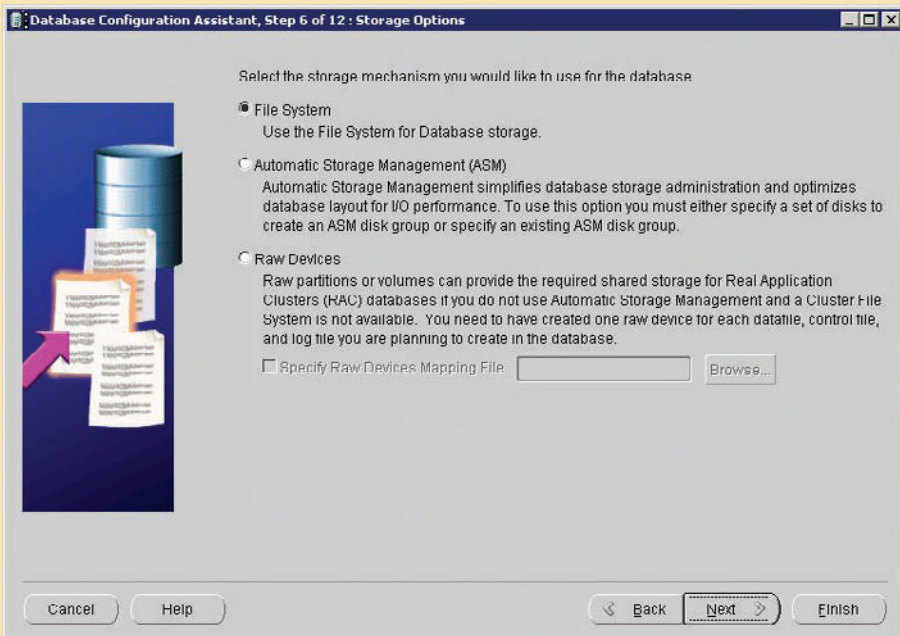 Database Configuration Assistant, Step 6 of 12 : Storage Options
Select the storage mechanism you would like to use for the database
File System
Use the File System for Database storage.
Automatic Storage Management (ASM)
Automatic Storage Management simplifies database storage administration and optimizes
database layout for I/O performance. To use this option you must either specify a set of disks to
create an ASM disk group or specify an existing ASM disk group.
Raw Devices
Raw partitions or volumes can provide the required shared storage for Real Application
Clusters (RAC) databases if you do not use Automatic Storage Management and a Cluster File
System is not available. You need to have created one raw device for each datafile, control file,
and log file you are planning to create in the database.
Specify Raw Devices Mapping File
Browse...
Cancel
Help
Back
Next
Finish